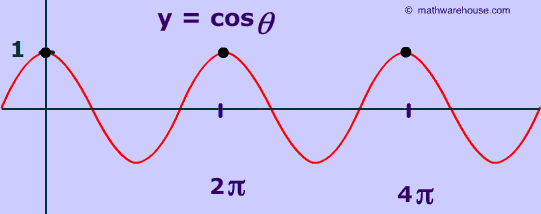 © mathwarehouse.com
y = cosθ
1
2π
4π